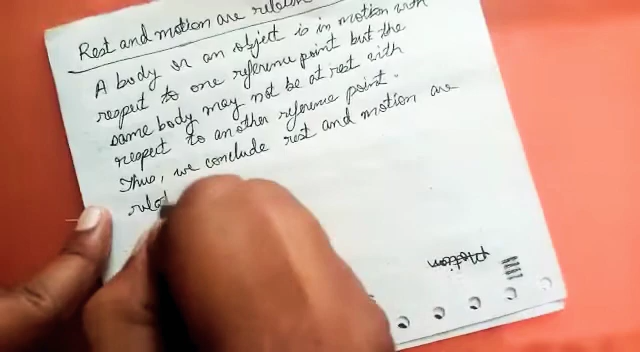 Rest and motion are relati
A body or an object is in motion with
respect to one reference point but the
same body may not be at rest with
respect to another reference point.
Thus, we conclude rest and motion are
relat